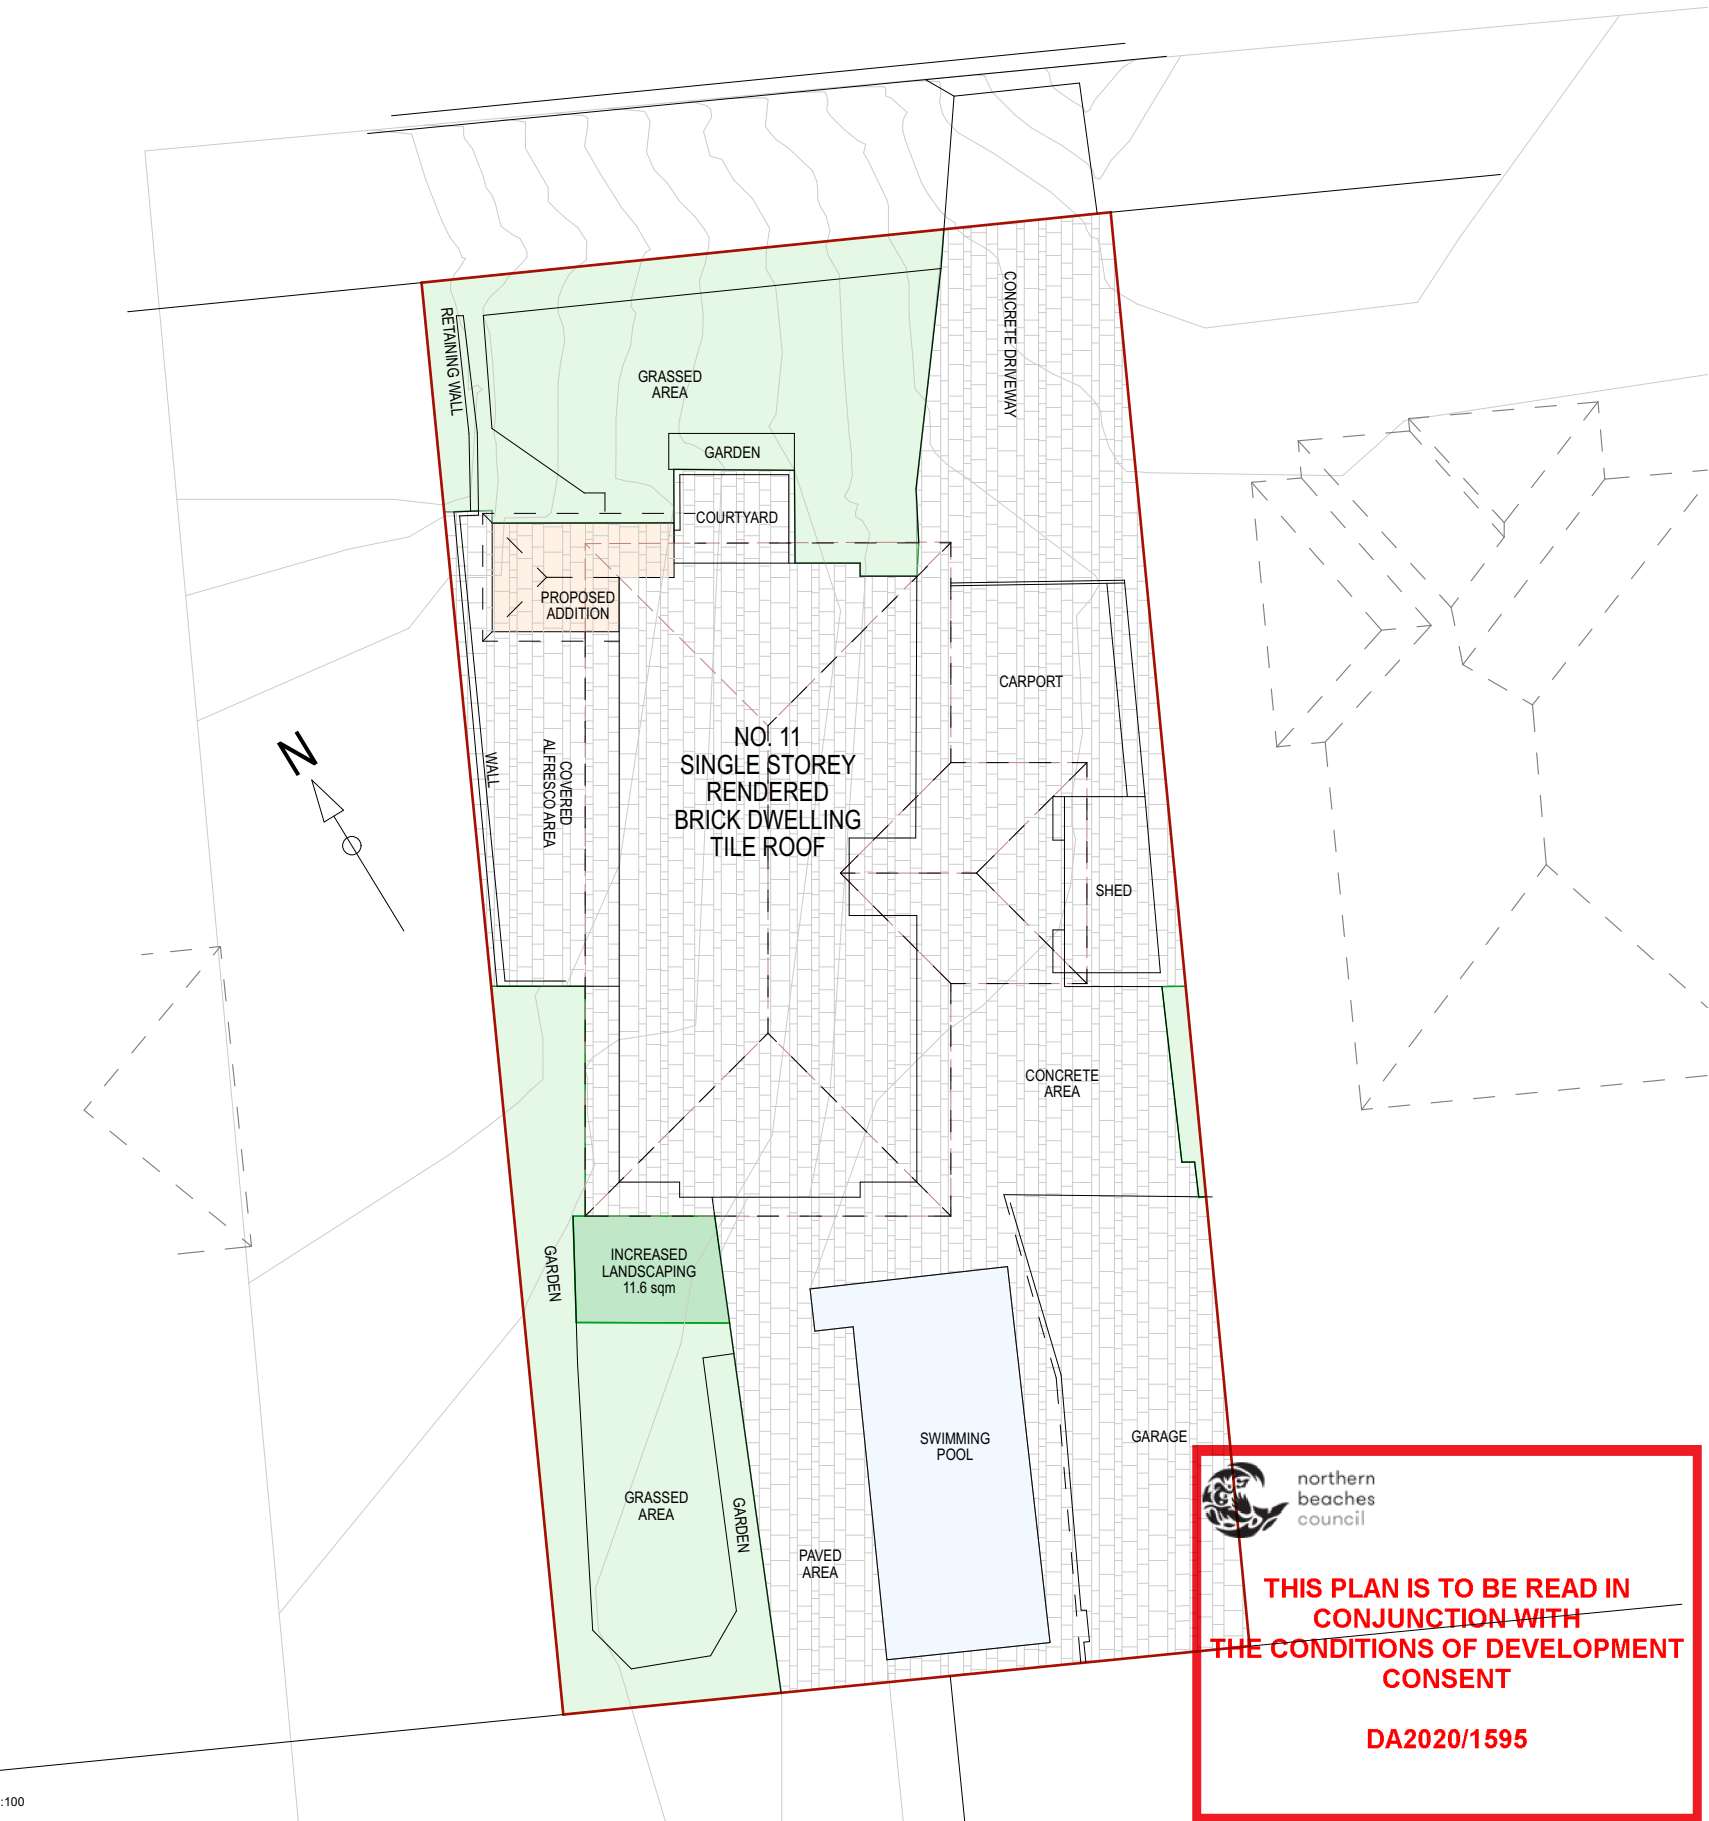 RETAINING WALL
GRASSED
AREA
CONCRETE DRIVEWAY
GARDEN
COURTYARD
PROPOSED
ADDITION
CARPORT
N
WALL
COVERED
ALFRESCO AREA
NO. 11
SINGLE STOREY
RENDERED
BRICK DWELLING
TILE ROOF
SHED
CONCRETE
AREA
GARDEN
INCREASED
LANDSCAPING
11.6 sqm
SWIMMING
POOL
GARAGE
GRASSED
AREA
GARDEN
PAVED
AREA
northern
beaches
council
THIS PLAN IS TO BE READ IN
CONJUNCTION WITH
THE CONDITIONS OF DEVELOPMENT
CONSENT
DA2020/1595
:100